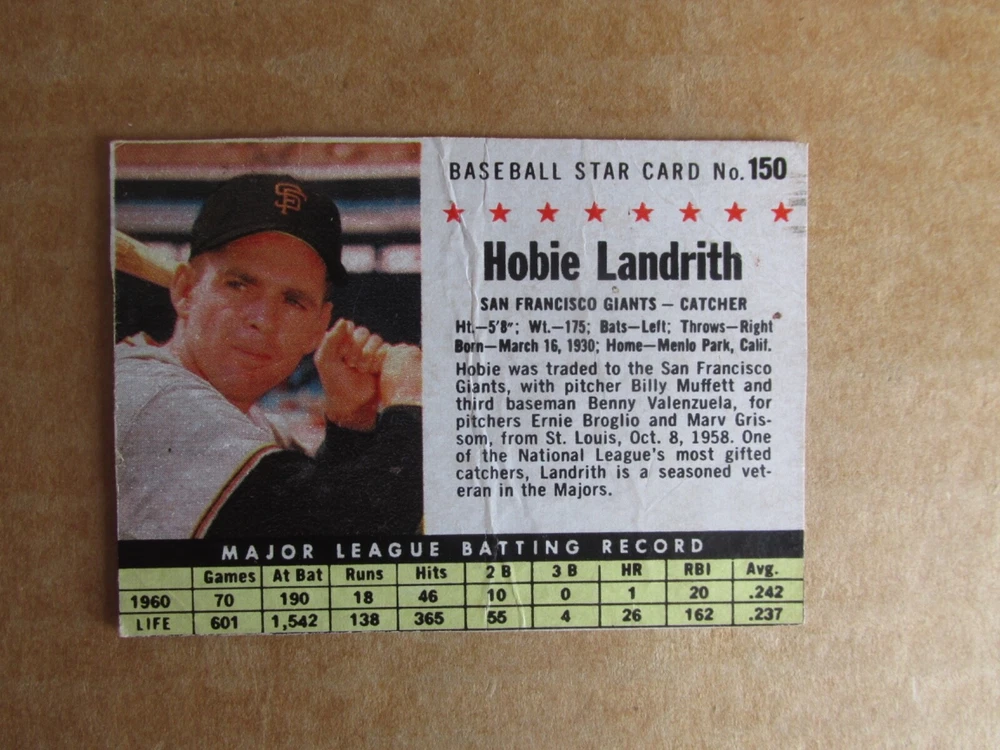 SF
BASEBALL STAR CARD No. 150
Hobie Landrith
SAN FRANCISCO GIANTS — CATCHER
Ht.—5'8"; Wt.—175; Bats—Left; Throws—Right
Born—March 16, 1930; Home—Menlo Park, Calif.
Hobie was traded to the San Francisco
Giants, with pitcher Billy Muffett and
third baseman Benny Valenzuela, for
pitchers Ernie Broglio and Marv Gris-
som, from St. Louis, Oct. 8, 1958. One
of the National League's most gifted
catchers, Landrith is a seasoned vet-
eran in the Majors.
MAJOR LEAGUE BATTING RECORD
Games At Bat Runs Hits 2 B 3 B HR RBI Avg.
1960 70 190 18 46 10 0 1 20 .242
LIFE 601 1,542 138 365 55 4 26 162 .237